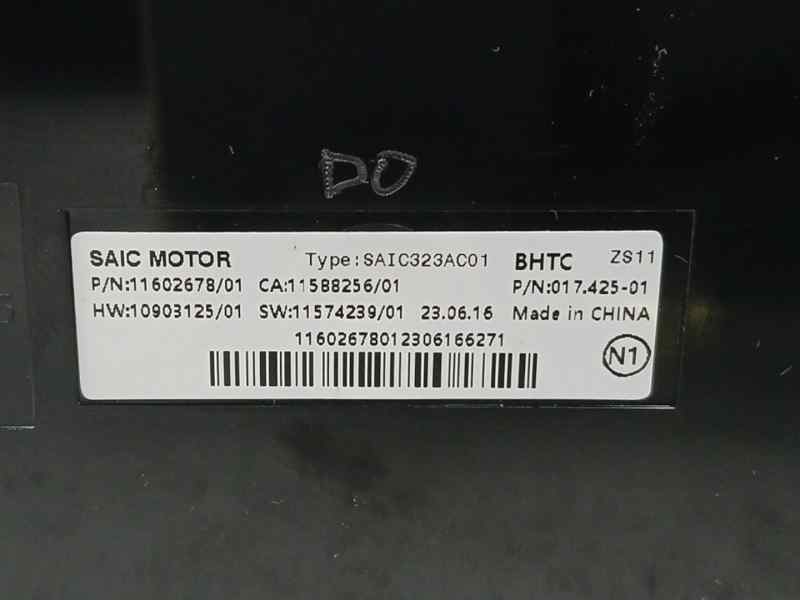 DO
SAIC MOTOR Type:SAIC323AC01 BHTC ZS11
P/N:11602678/01 CA:11588256/01 P/N:017.425-01
HW:10903125/01 SW:11574239/01 23.06.16 Made in CHINA
11602678012306166271
N1